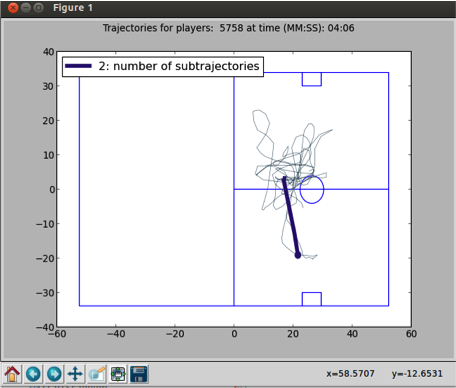 Figure 1
Trajectories for players: 5758 at time (MM:SS): 04:06
2: number of subtrajectories
40
30
20
10
0
−10
−20
−30
−40
−60 −40 −20 0 20 40 60
x=58.5707 y=-12.6531